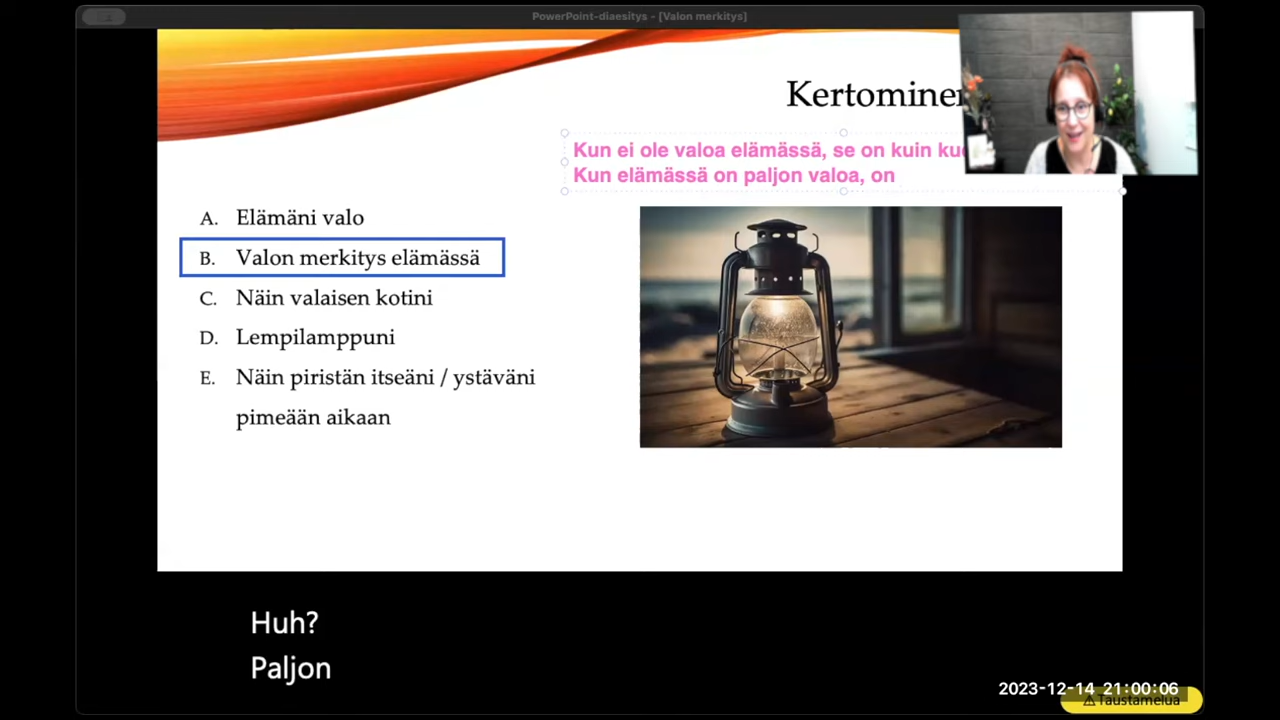 PowerPoint-diaesitys - [Valon merkitys]
Kun ei ole valoa elämässä, se on kuin
Kun elämässä on paljon valoa, on
A. Elämäni valo
B. Valon merkitys elämässä
C. Näin valaisen kotini
D. Lempilamppuni
E. Näin piristän itseäni / ystäväni
pimeään aikaan
Huh?
Paljon
2023-12-14 21:00:06
Taustamelua